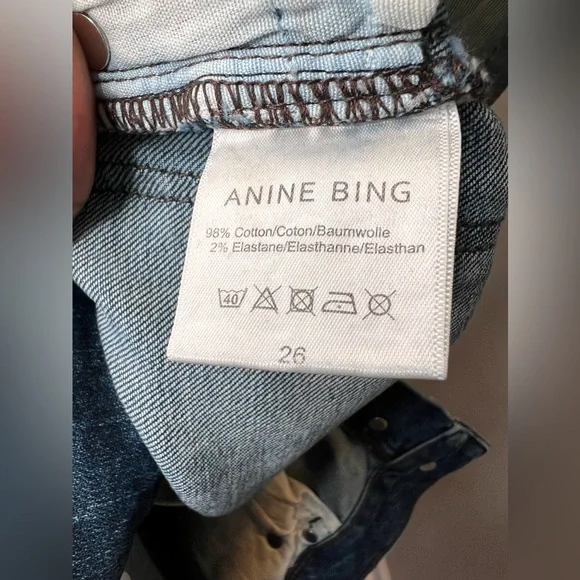 ANINE BING
98% Cotton/Coton/Baumwolle
2% Elastane/Elasthanne/Elasthan
40
26